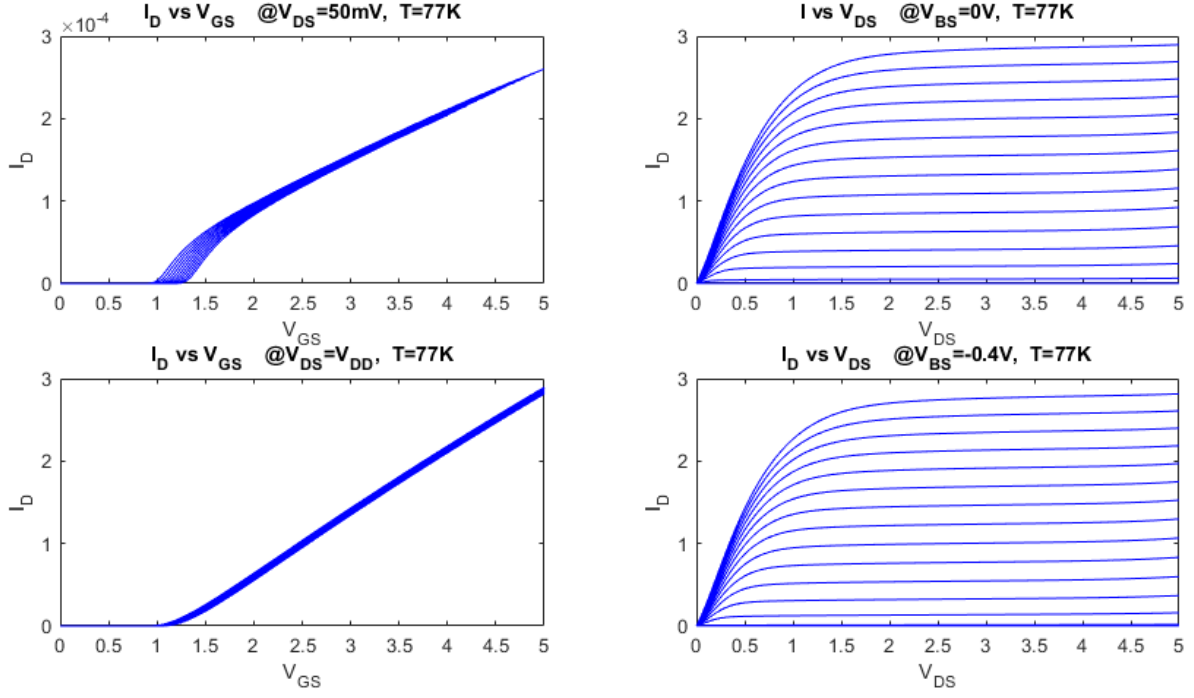 I_D vs V_GS @V_DS=50mV, T=77K
×10^-4
3
2
1
0
I_D
0 0.5 1 1.5 2 2.5 3 3.5 4 4.5 5
V_GS
I vs V_DS @V_BS=0V, T=77K
3
2
1
0
I_D
0 0.5 1 1.5 2 2.5 3 3.5 4 4.5 5
V_DS
I_D vs V_GS @V_DS=V_DD, T=77K
3
2
1
0
I_D
0 0.5 1 1.5 2 2.5 3 3.5 4 4.5 5
V_GS
I_D vs V_DS @V_BS=-0.4V, T=77K
3
2
1
0
I_D
0 0.5 1 1.5 2 2.5 3 3.5 4 4.5 5
V_DS